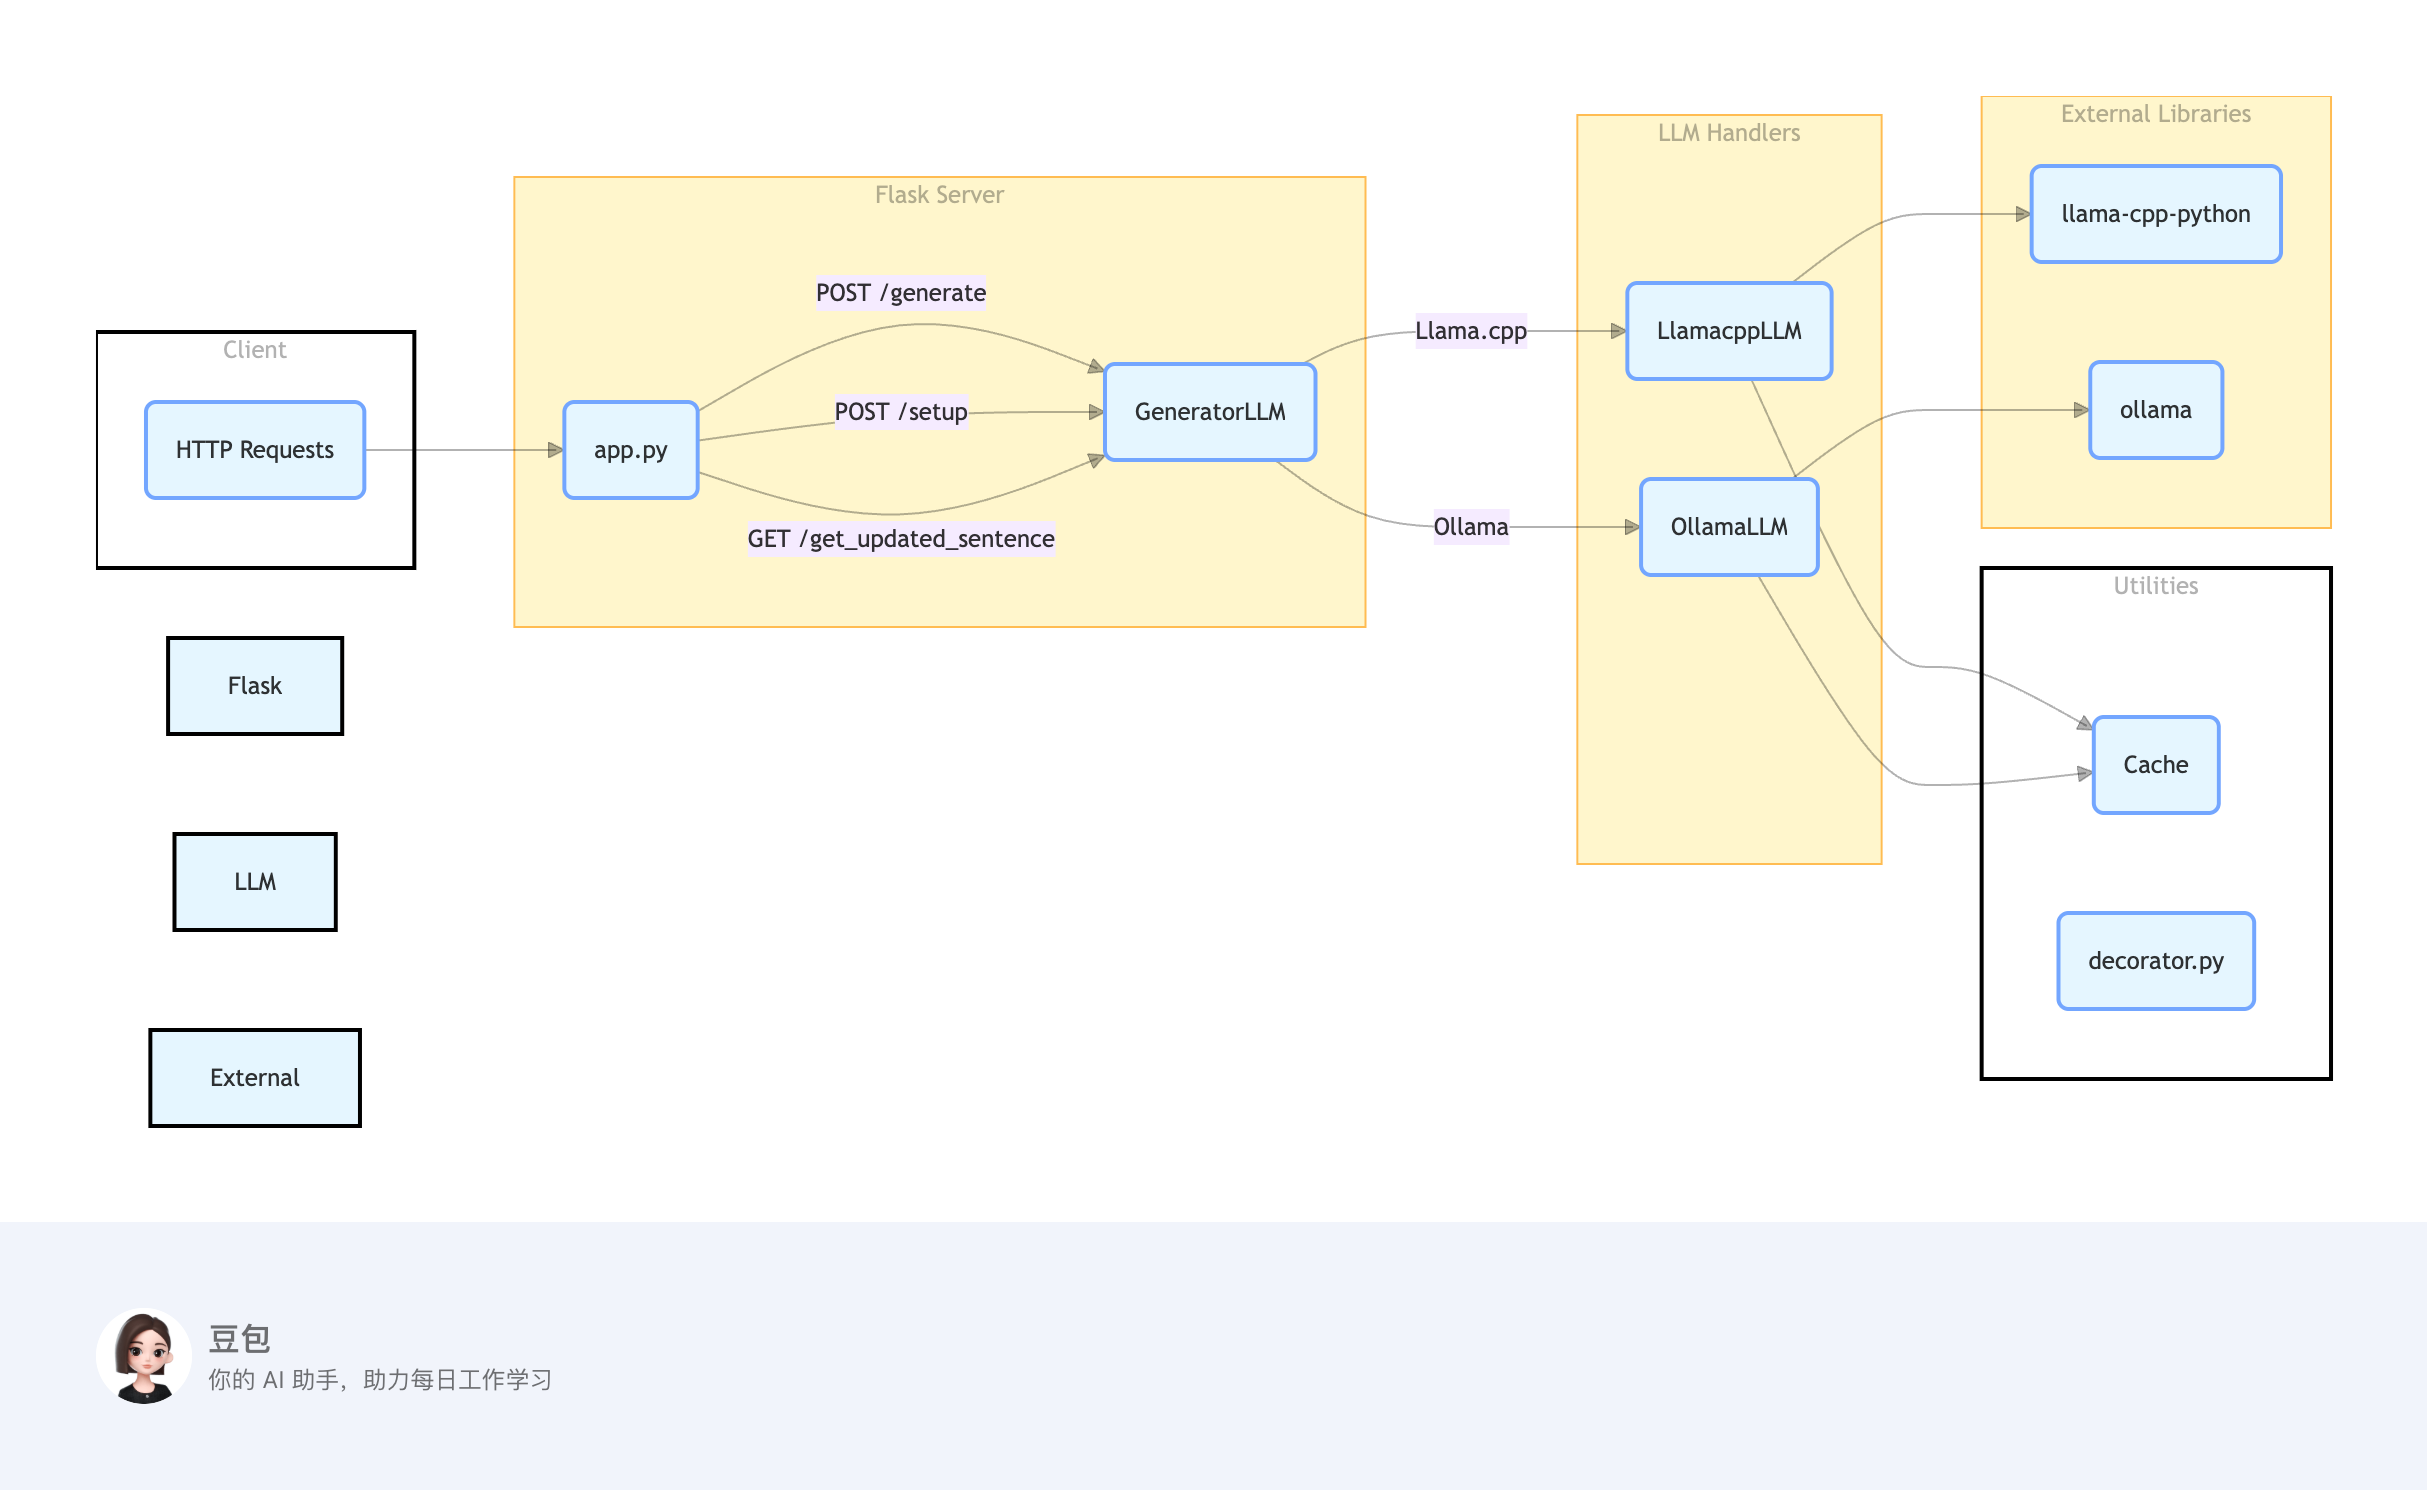 External Libraries
LLM Handlers
Flask Server
llama-cpp-python
POST /generate
Llama.cpp
LlamacppLLM
Client
POST /setup
GeneratorLLM
ollama
HTTP Requests
app.py
Ollama
OllamaLLM
GET /get_updated_sentence
Utilities
Flask
Cache
LLM
decorator.py
External
豆包
你的 AI 助手，助力每日工作学习